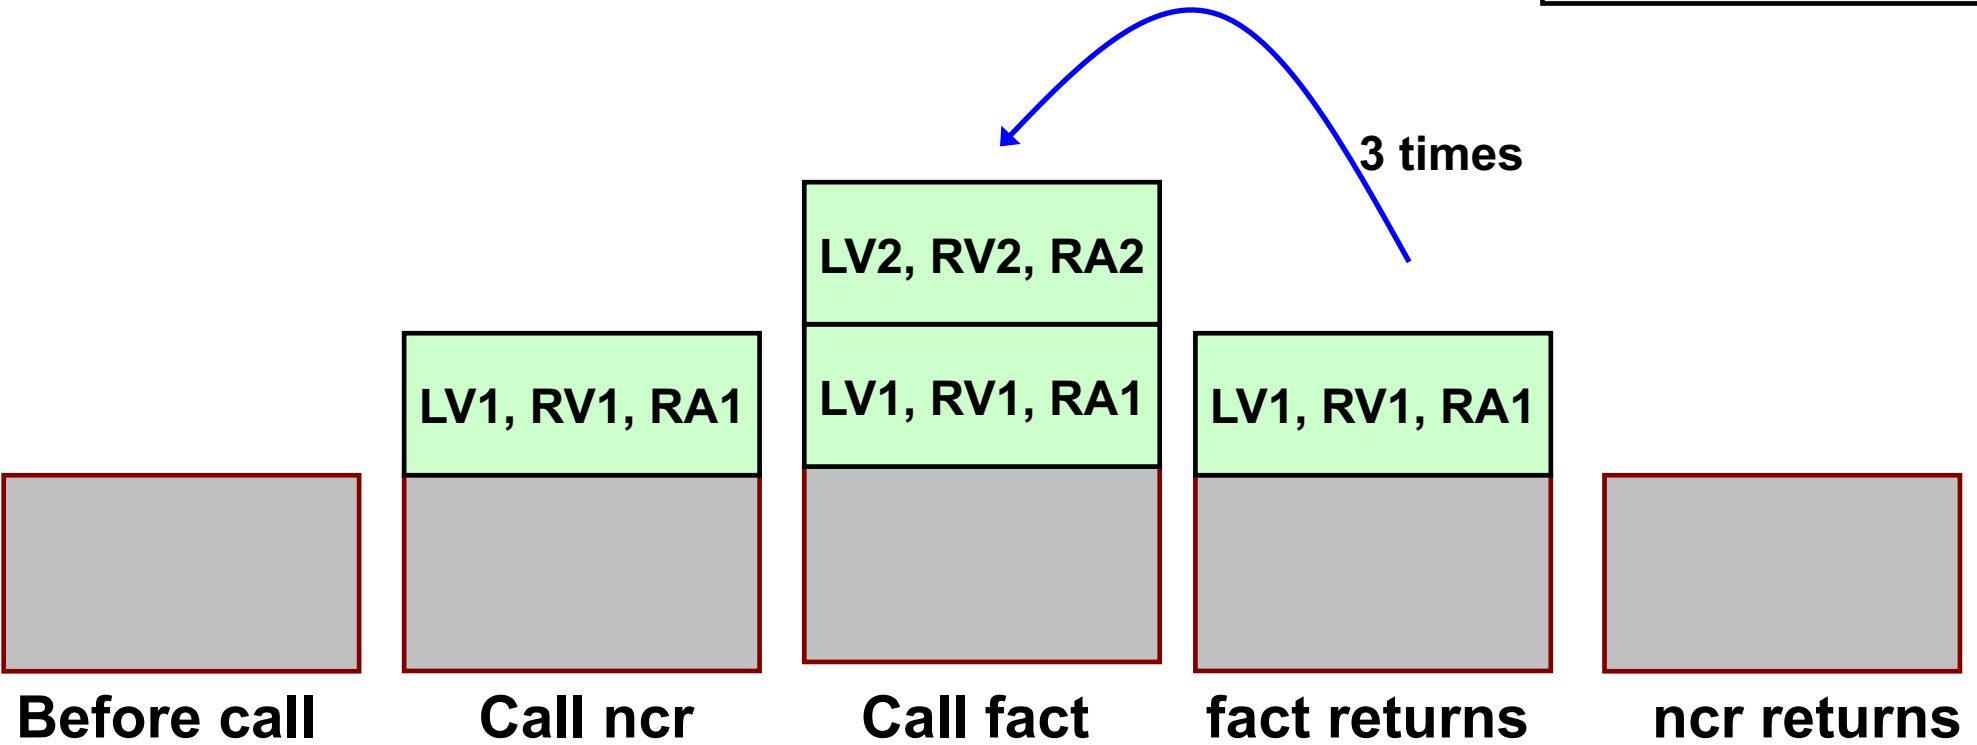 3 times
LV2, RV2, RA2
LV1, RV1, RA1
LV1, RV1, RA1
LV1, RV1, RA1
Before call
Call ncr
Call fact
fact returns
ncr returns